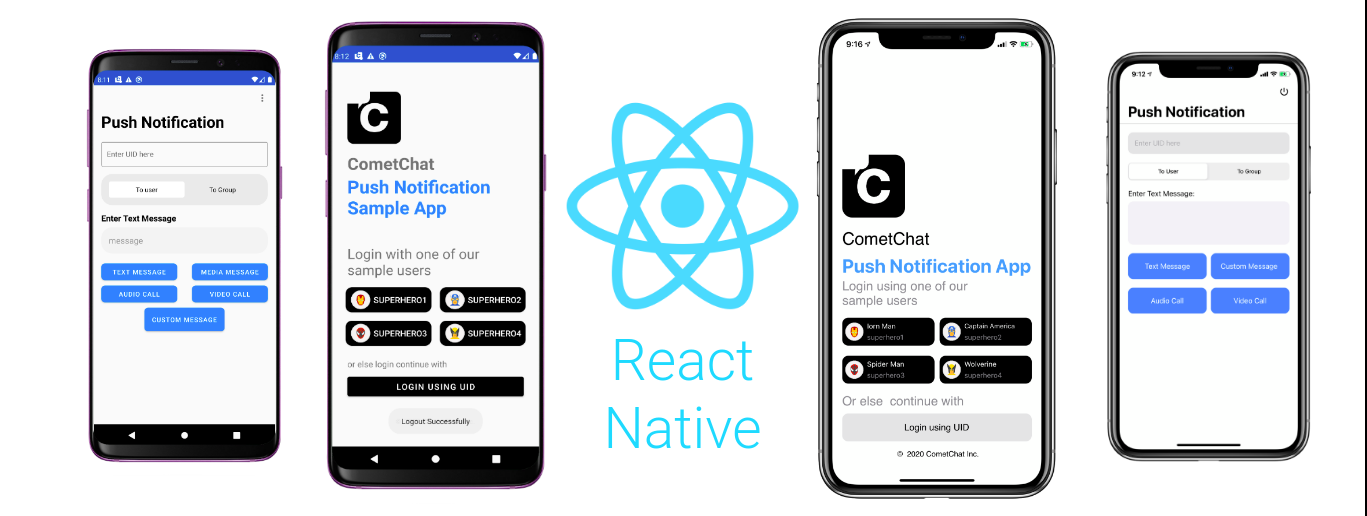 8:11
Push Notification
Enter UID here
To user
To Group
Enter Text Message
message
TEXT MESSAGE
MEDIA MESSAGE
AUDIO CALL
VIDEO CALL
CUSTOM MESSAGE
8:12
C
CometChat
Push Notification
Sample App
Login with one of our
sample users
SUPERHERO1
SUPERHERO2
SUPERHERO3
SUPERHERO4
or else login continue with
LOGIN USING UID
Logout Successfully
React
Native
9:16
C
CometChat
Push Notification App
Login using one of our
sample users
Iorn Man
superhero1
Captain America
superhero2
Spider Man
superhero3
Wolverine
superhero4
Or else continue with
Login using UID
© 2020 CometChat Inc.
9:12
Push Notification
Enter UID here
To User
To Group
Enter Text Message:
Text Message
Custom Message
Audio Call
Video Call